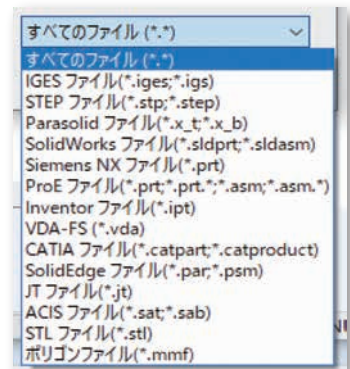 すべてのファイル (*.*)
すべてのファイル (*.*)
IGES ファイル(*.iges;*.igs)
STEP ファイル(*.stp;*.step)
Parasolid ファイル(*.x_t;*.x_b)
SolidWorks ファイル(*.sldprt;*.sldasm)
Siemens NX ファイル(*.prt)
ProE ファイル(*.prt;*.prt.*;*.asm;*.asm.*)
Inventor ファイル(*.ipt)
VDA-FS (*.vda)
CATIA ファイル(*.catpart;*.catproduct)
SolidEdge ファイル(*.par;*.psm)
JT ファイル(*.jt)
ACIS ファイル(*.sat;*.sab)
STL ファイル(*.stl)
ポリゴンファイル(*.mmf)